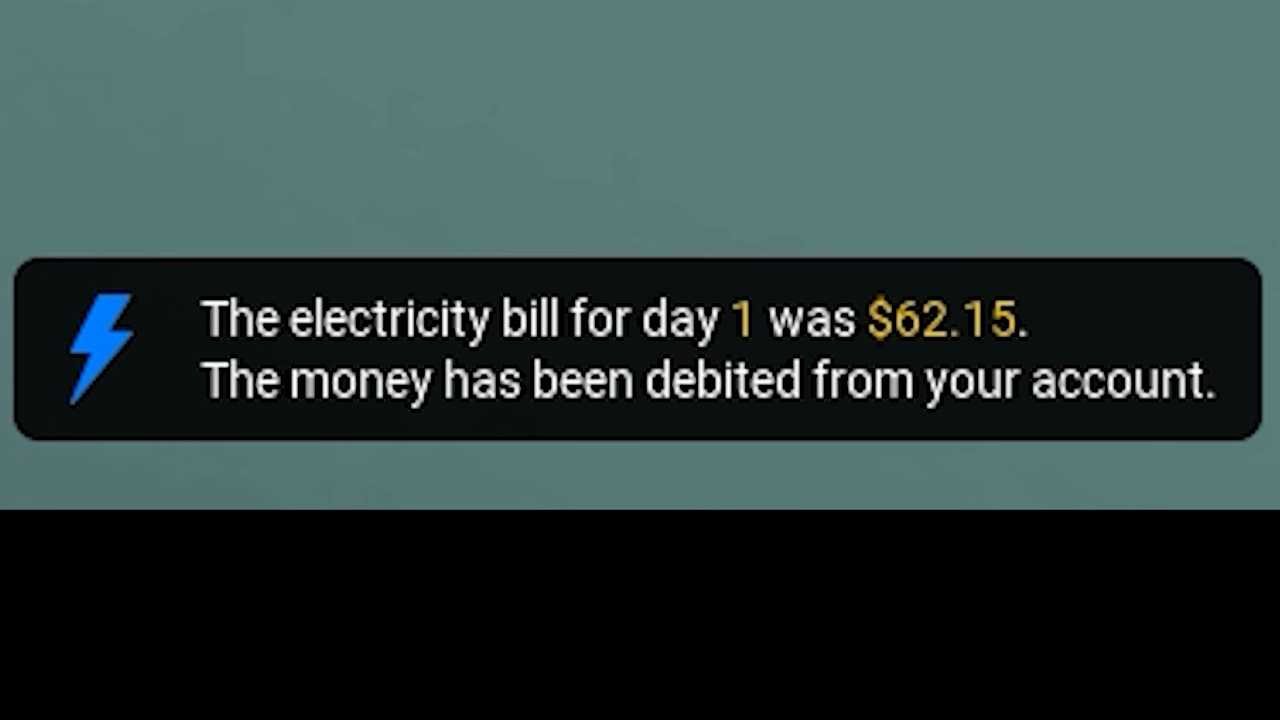 The electricity bill for day 1 was $62.15.
The money has been debited from your account.